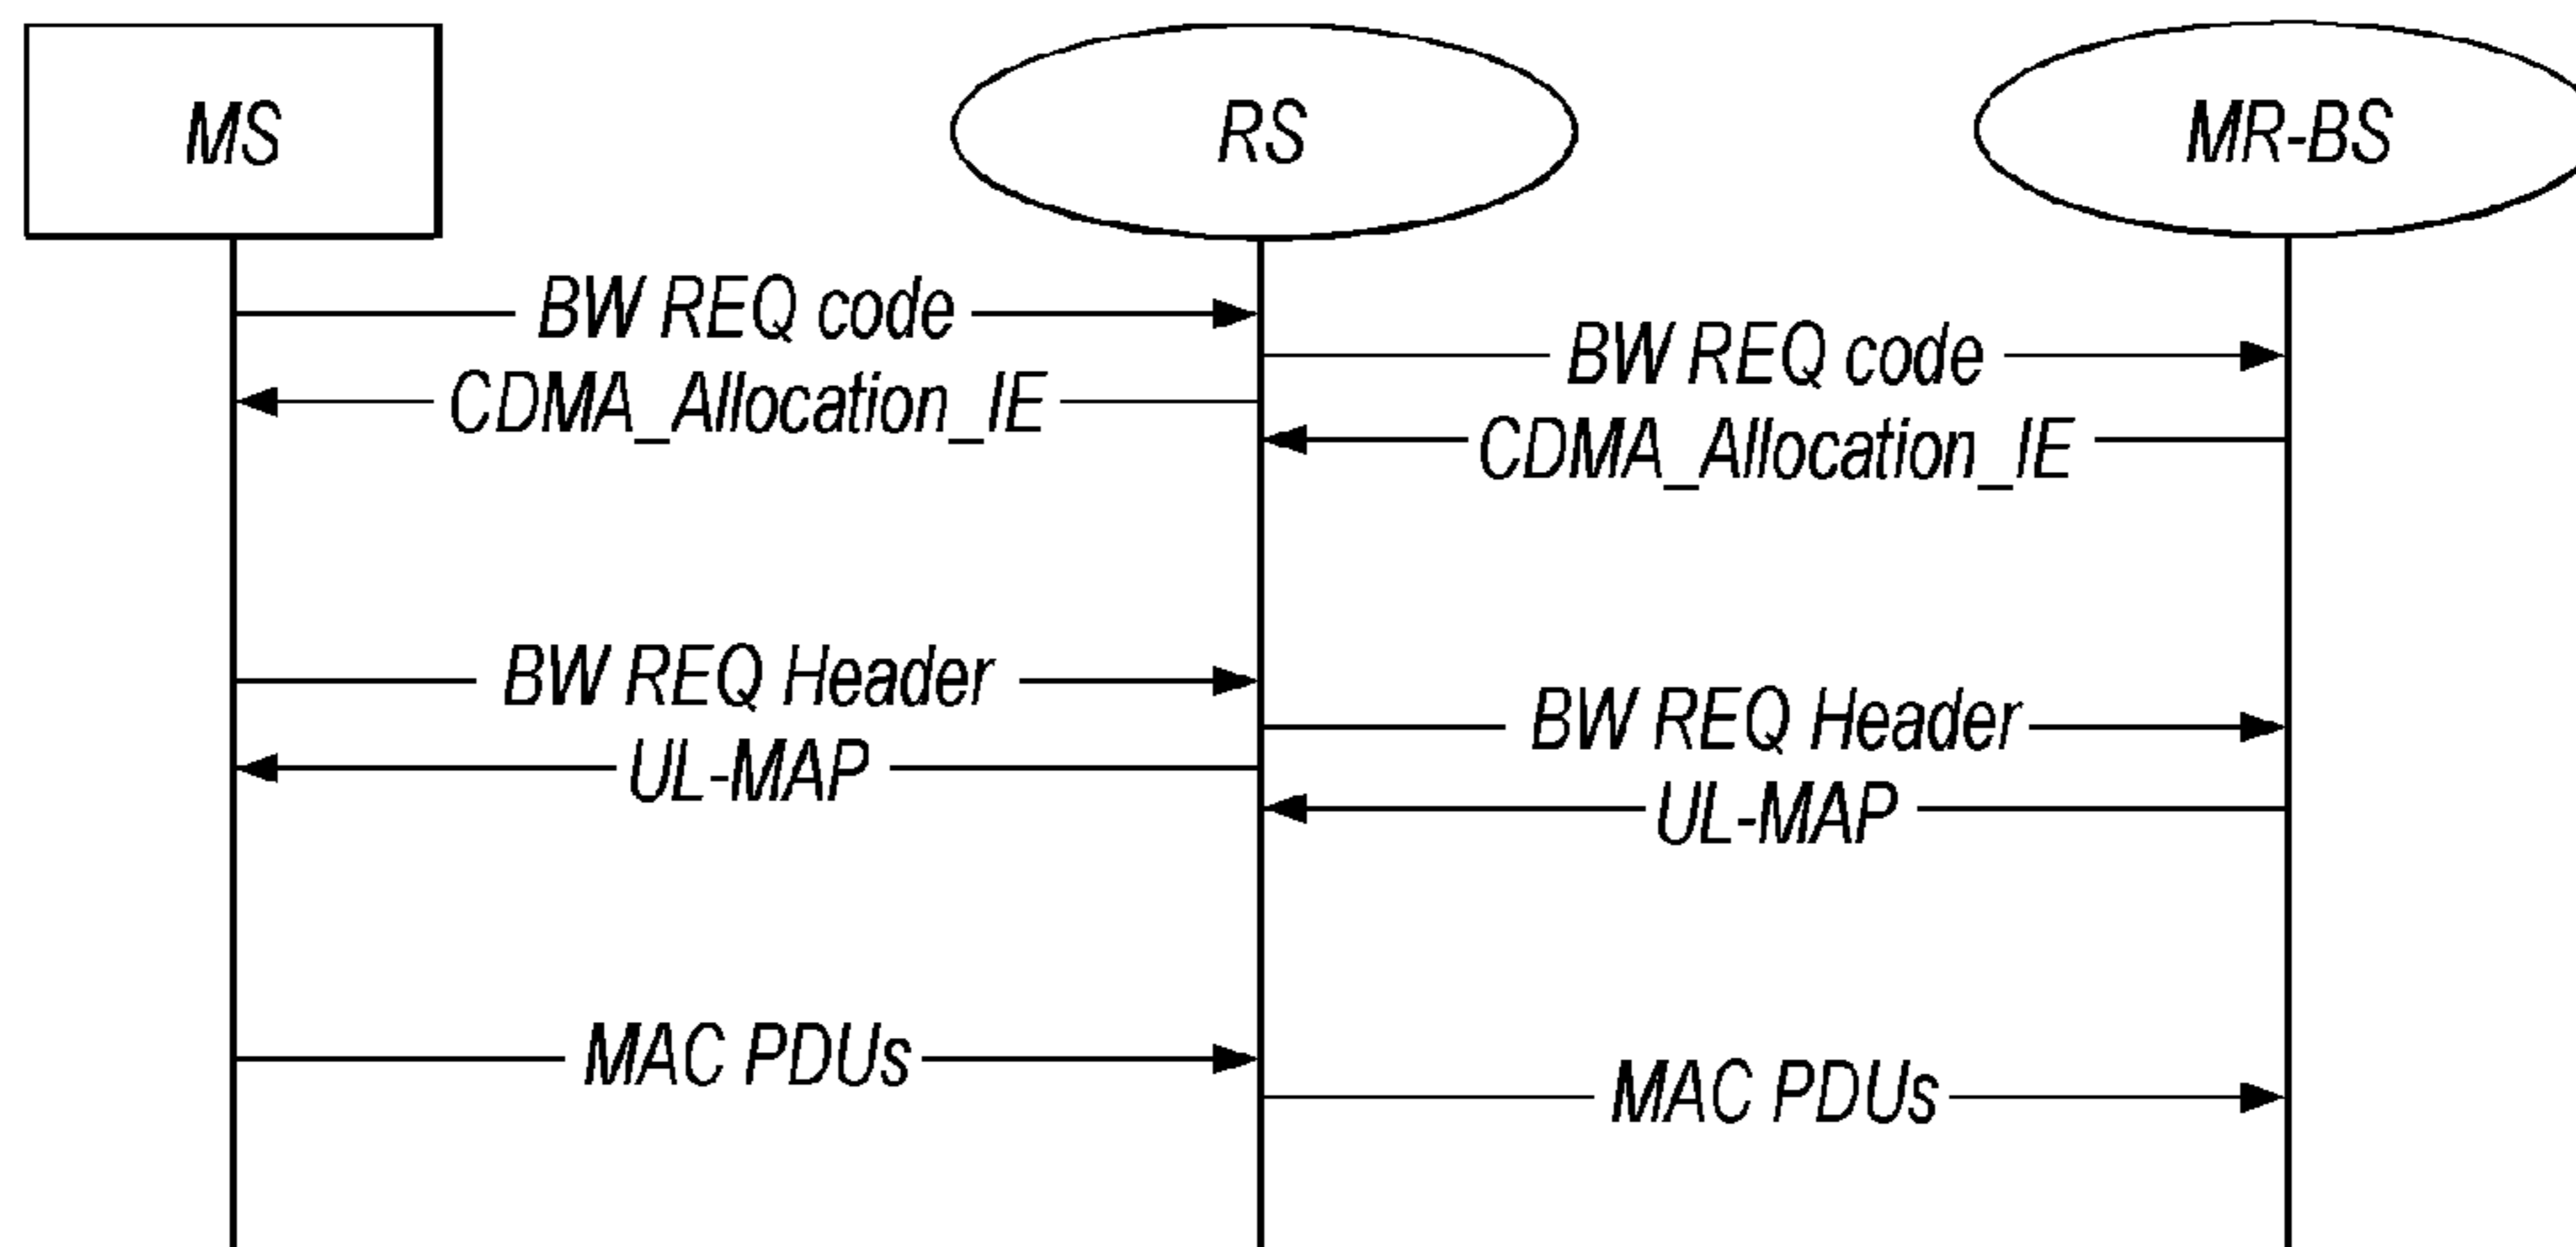 MS
RS
MR-BS
BW REQ code
BW REQ code
CDMA_Allocation_IE
CDMA_Allocation_IE
BW REQ Header
BW REQ Header
UL-MAP
UL-MAP
MAC PDUs
MAC PDUs